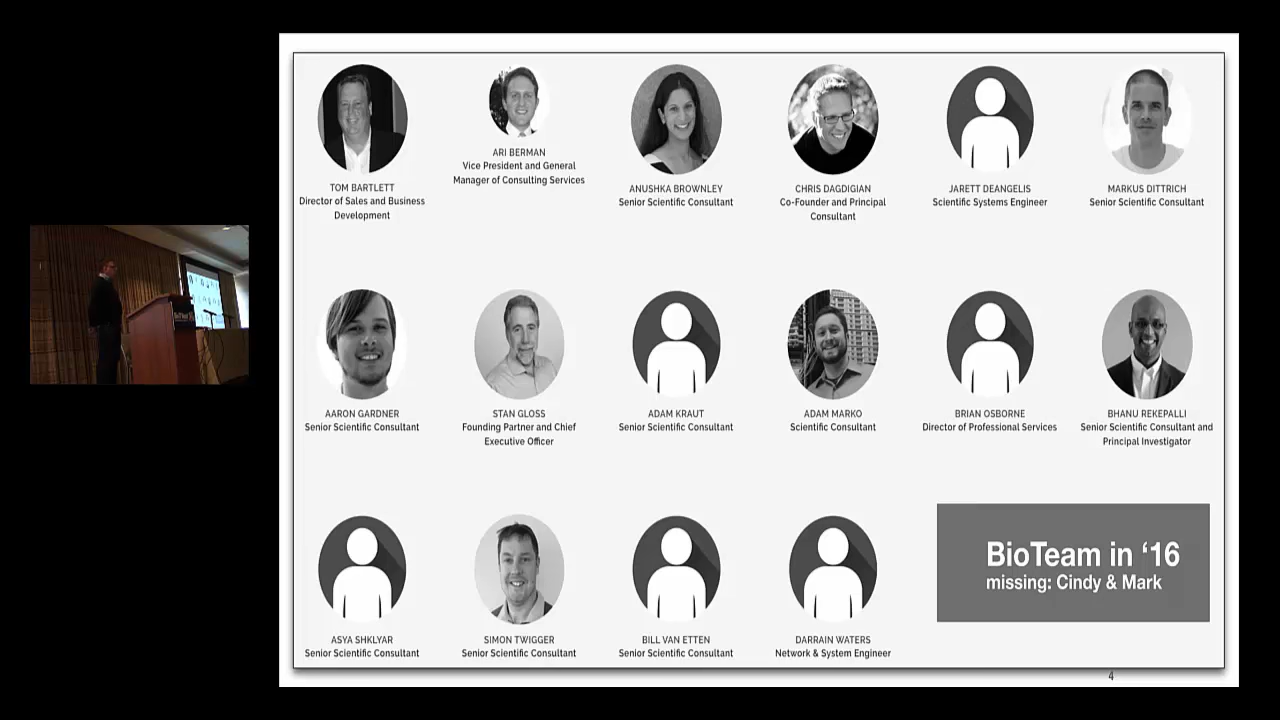 TOM BARTLETT
Director of Sales and Business
Development
ARI BERMAN
Vice President and General
Manager of Consulting Services
ANUSHKA BROWNLEY
Senior Scientific Consultant
CHRIS DAGDIGIAN
Co-Founder and Principal
Consultant
JARETT DEANGELIS
Scientific Systems Engineer
MARKUS DITTRICH
Senior Scientific Consultant
AARON GARDNER
Senior Scientific Consultant
STAN GLOSS
Founding Partner and Chief
Executive Officer
ADAM KRAUT
Senior Scientific Consultant
ADAM MARKO
Scientific Consultant
BRIAN OSBORNE
Director of Professional Services
BHANU REKEPALLI
Senior Scientific Consultant and
Principal Investigator
ASYA SHKLYAR
Senior Scientific Consultant
SIMON TWIGGER
Senior Scientific Consultant
BILL VAN ETTEN
Senior Scientific Consultant
DARRAIN WATERS
Network & System Engineer
BioTeam in ‘16
missing: Cindy & Mark
4